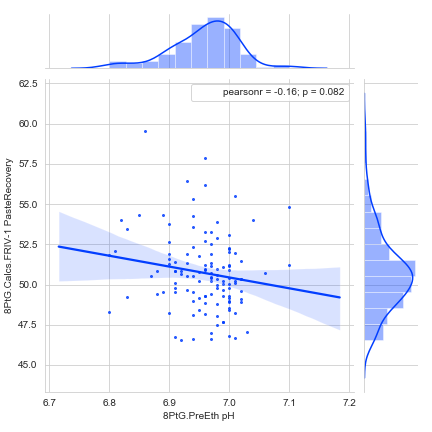 pearsonr = -0.16; p = 0.082
62.5
60.0
57.5
55.0
52.5
50.0
47.5
45.0
8PtG.Calcs.FRIV-1 PasteRecovery
6.7 6.8 6.9 7.0 7.1 7.2
8PtG.PreEth pH